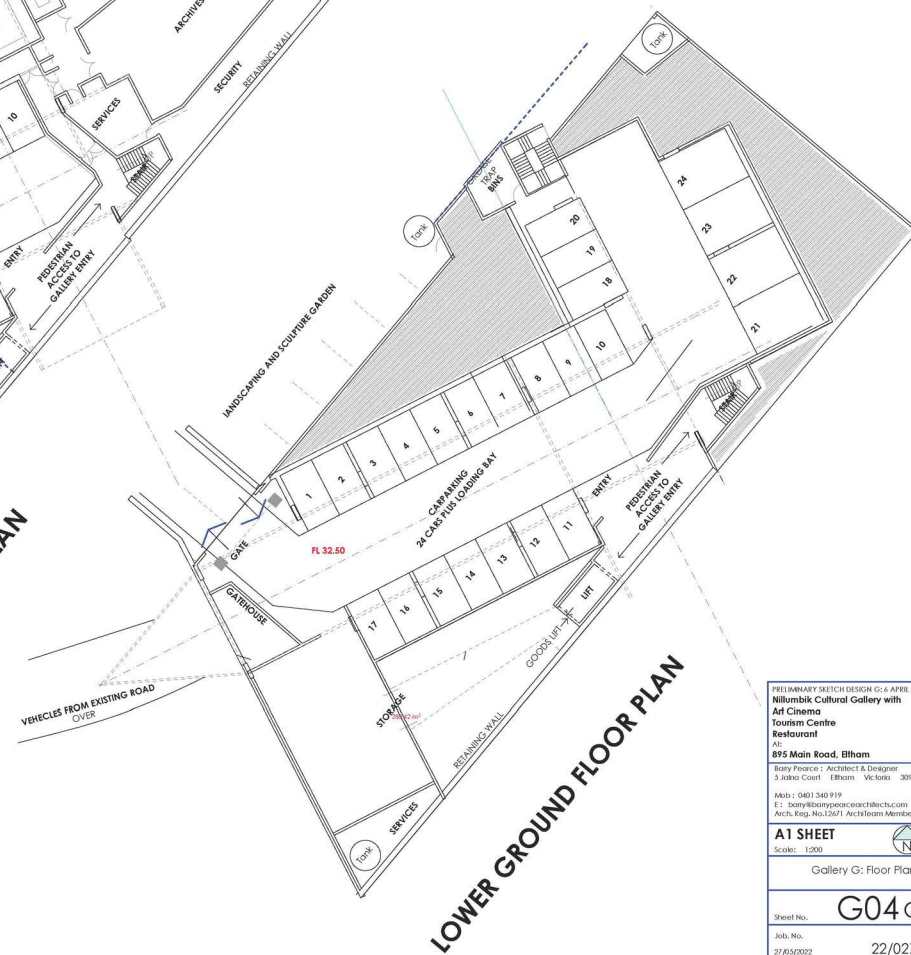 ARCHIVES
SECURITY
RETAINING WALL
10
SERVICES
STAIR
ENTRY
PEDESTRIAN
ACCESS TO
GALLERY ENTRY
Tank
GREASE
TRAP
BINS
Tank
24
23
22
21
20
19
18
LANDSCAPING AND SCULPTURE GARDEN
1
2
3
4
5
6
7
8
9
10
CARPARKING
24 CARS PLUS LOADING BAY
ENTRY
PEDESTRIAN
ACCESS TO
GALLERY ENTRY
STAIR
FL 32.50
GATE
GATEHOUSE
17
16
15
14
13
12
11
LIFT
GOODS LIFT
STORAGE
RETAINING WALL
VEHECLES FROM EXISTING ROAD
OVER
SERVICES
Tank
LOWER GROUND FLOOR PLAN
PRELIMINARY SKETCH DESIGN G: 6 APRIL
Nillumbik Cultural Gallery with
Art Cinema
Tourism Centre
Restaurant
At:
895 Main Road, Eltham
Barry Pearce : Architect & Designer
5 Jalna Court Eltham Victoria 309
Mob : 0401 340 919
E : barry@barrypearcearchitects.com
Arch. Reg. No.12671 ArchiTeam Membe
A1 SHEET
Scale: 1:200
N
Gallery G: Floor Plan
Sheet No. G04
Job. No.
27/05/2022 22/02